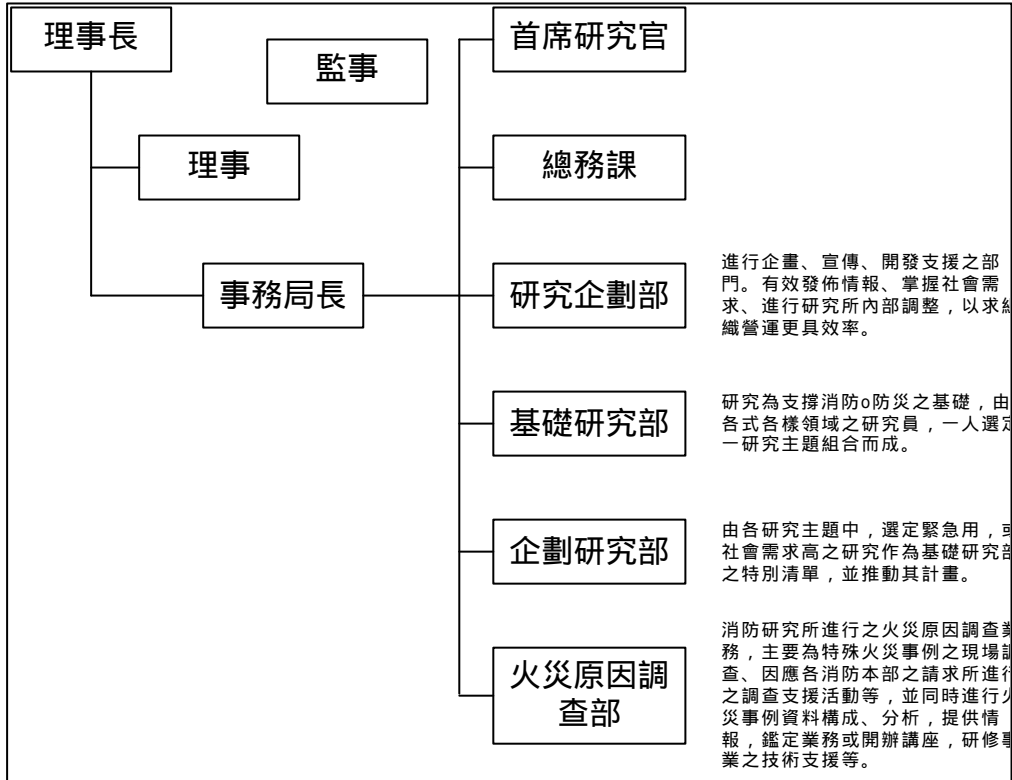 理事長
監事
首席研究官
理事
總務課
事務局長
研究企劃部
進行企畫、宣傳、開發支援之部
門。有效發佈情報、掌握社會需
求、進行研究所內部調整，以求
織營運更具效率。
基礎研究部
研究為支撐消防o防災之基礎，由
各式各樣領域之研究員，一人選定
一研究主題組合而成。
企劃研究部
由各研究主題中，選定緊急用，或
社會需求高之研究作為基礎研究部
之特別清單，並推動其計畫。
火災原因調
查部
消防研究所進行之火災原因調查業
務，主要為特殊火災事例之現場調
查、因應各消防本部之請求所進行
之調查支援活動等，並同時進行火
災事例資料構成、分析，提供情
報，鑑定業務或開辦講座，研修事
業之技術支援等。